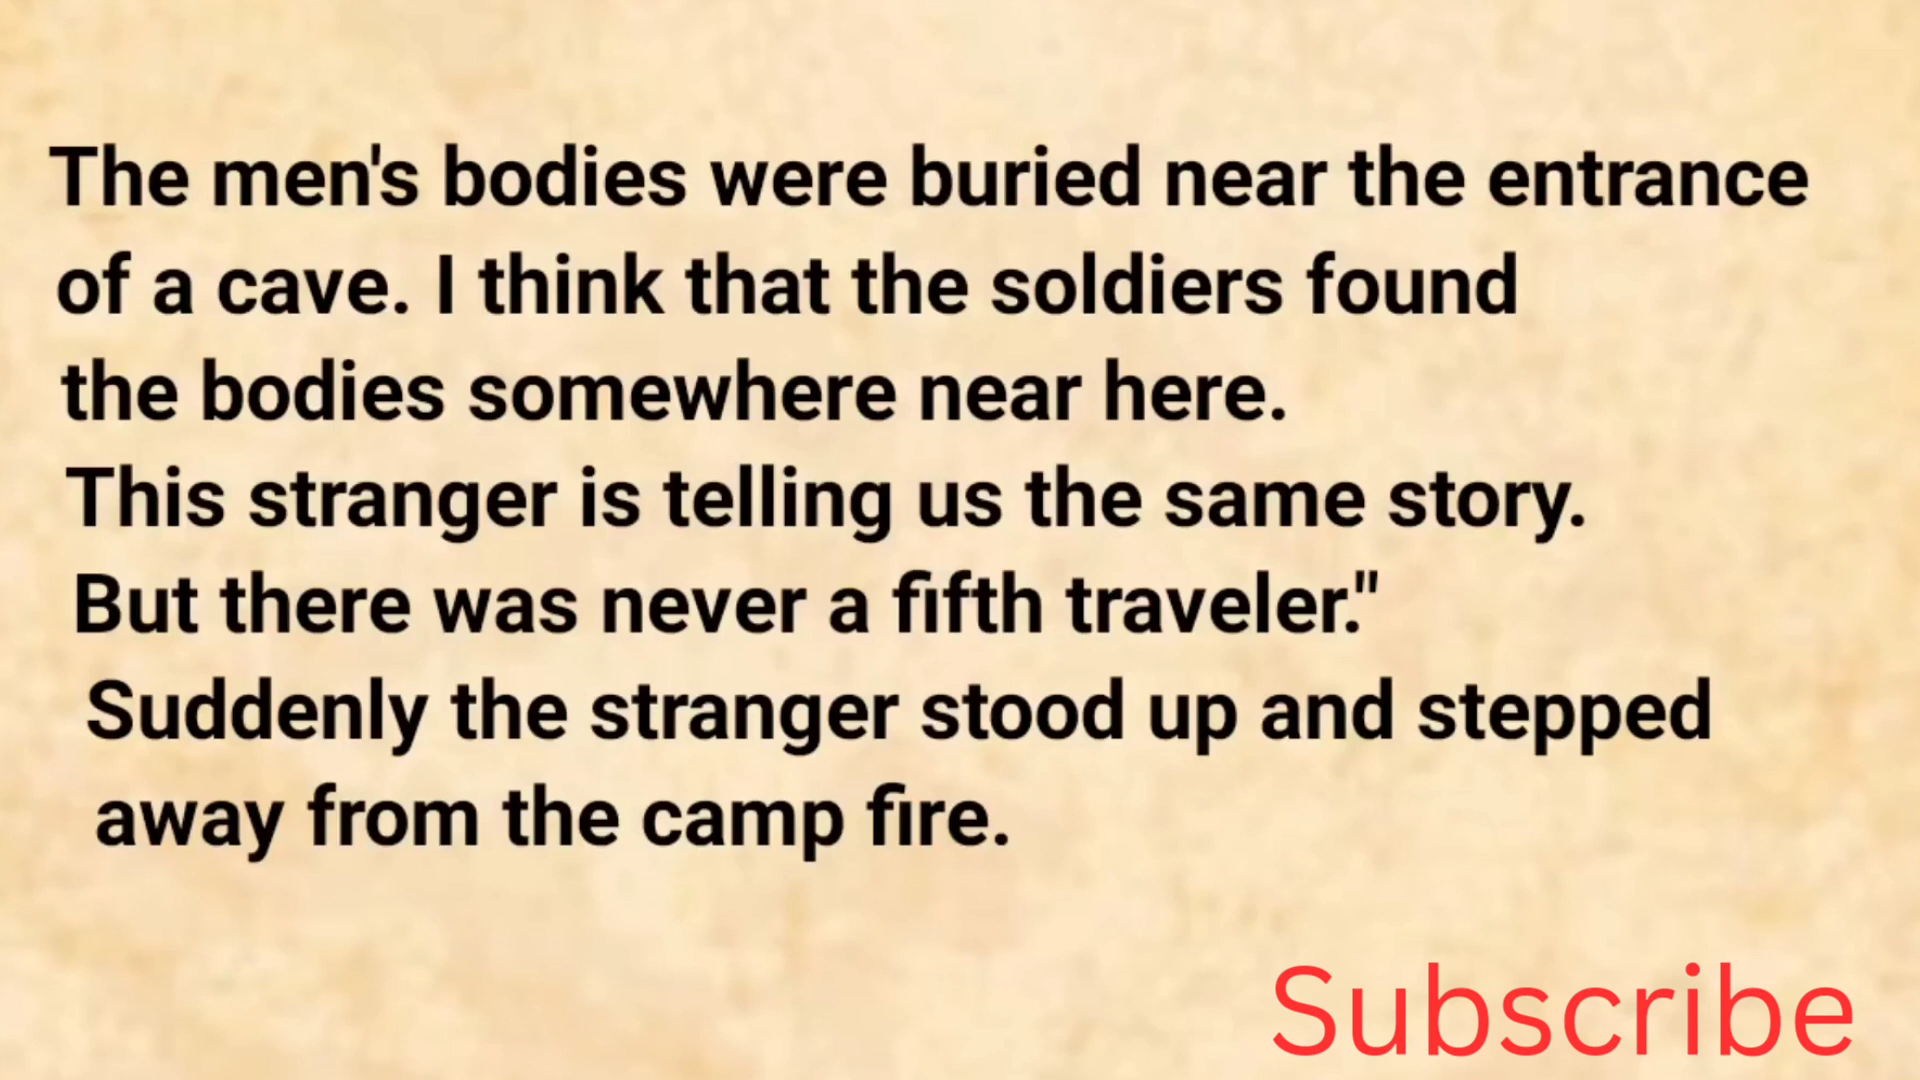 The men's bodies were buried near the entrance
of a cave. I think that the soldiers found
the bodies somewhere near here.
This stranger is telling us the same story.
But there was never a fifth traveler."
Suddenly the stranger stood up and stepped
away from the camp fire.
Subscribe